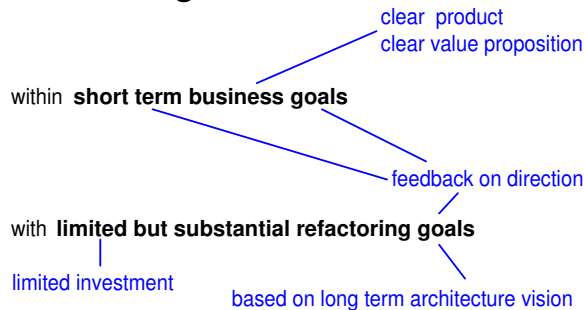 clear product
clear value proposition
within short term business goals
feedback on direction
with limited but substantial refactoring goals
limited investment
based on long term architecture vision